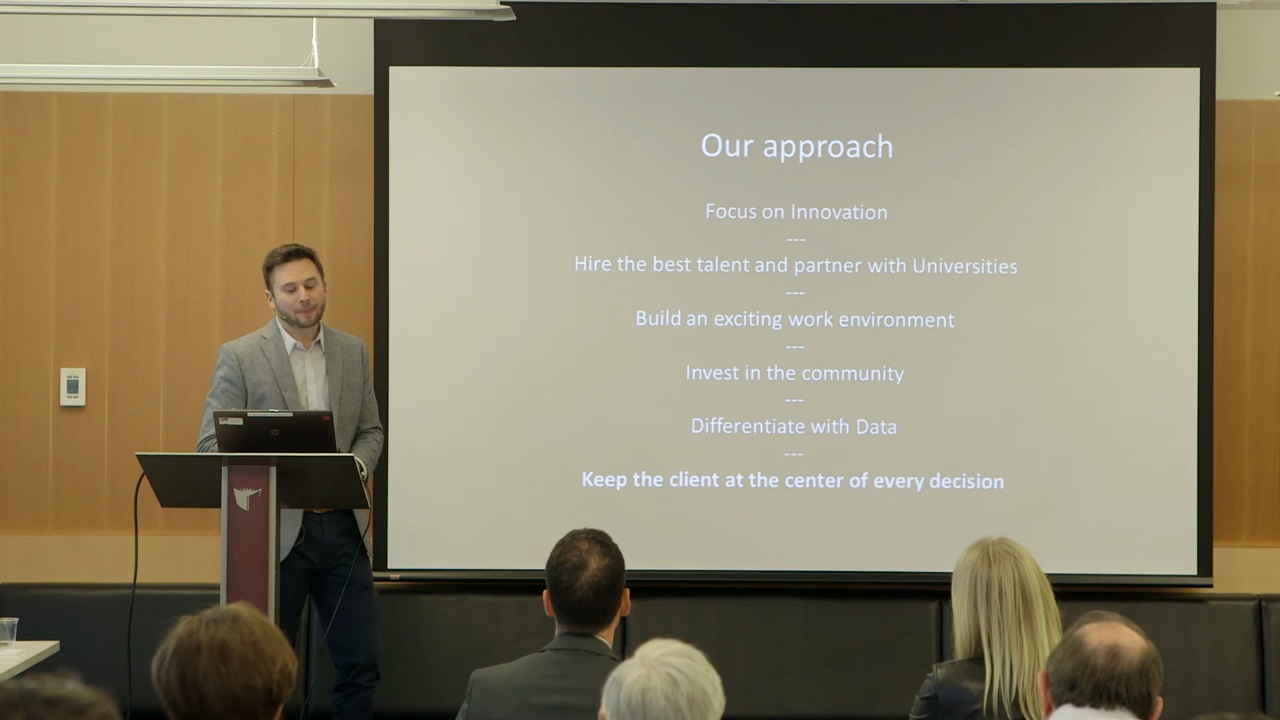 Our approach
Focus on Innovation
---
Hire the best talent and partner with Universities
---
Build an exciting work environment
---
Invest in the community
---
Differentiate with Data
---
Keep the client at the center of every decision